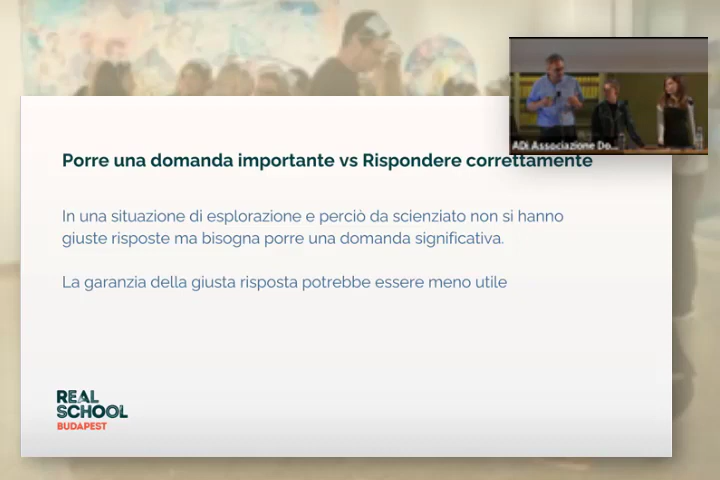 Porre una domanda importante vs Rispondere correttamente
In una situazione di esplorazione e perciò da scienziato non si hanno
giuste risposte ma bisogna porre una domanda significativa.
La garanzia della giusta risposta potrebbe essere meno utile
REAL
SCHOOL
BUDAPEST
ADi Associazione Do...